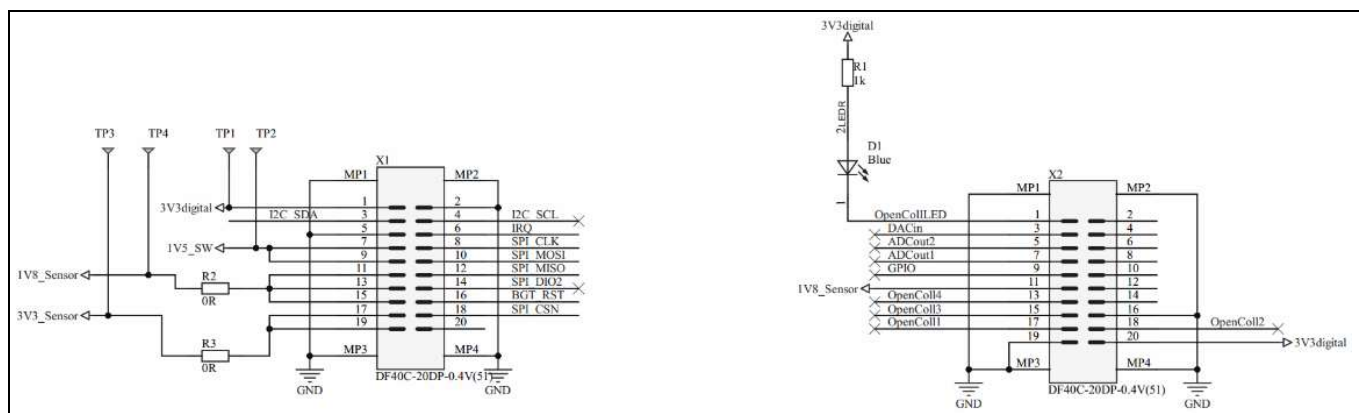 3V3digital
R1
1k
2LEDR
D1
Blue
1
TP3 TP4 TP1 TP2
X1
MP1 MP2
3V3digital 1 2
I2C_SDA 3 4 I2C_SCL
5 6 IRQ
1V5_SW 7 8 SPI_CLK
9 10 SPI_MOSI
1V8_Sensor 11 12 SPI_MISO
R2 13 14 SPI_DIO2
0R 15 16 BGT_RST
3V3_Sensor 17 18 SPI_CSN
19 20
R3
0R
MP3 MP4
DF40C-20DP-0.4V(51)
GND GND
X2
MP1 MP2
OpenCollLED 1 2
DACin 3 4
ADCout2 5 6
ADCout1 7 8
GPIO 9 10
1V8_Sensor 11 12
OpenColl4 13 14
OpenColl3 15 16
OpenColl1 17 18 OpenColl2
19 20 3V3digital
MP3 MP4
DF40C-20DP-0.4V(51)
GND GND